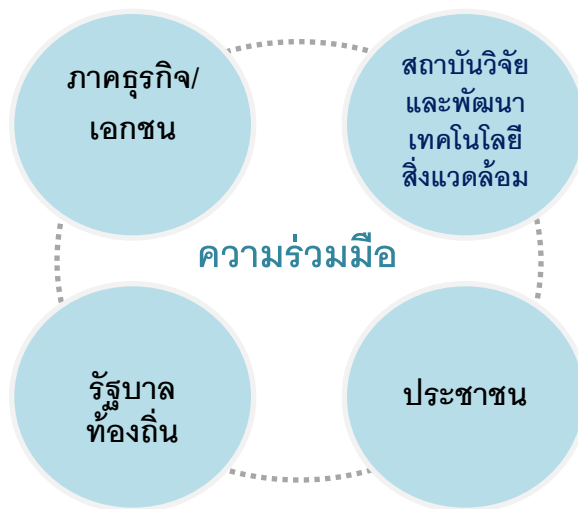 ภาคธุรกิจ/
เอกชน
สถาบันวิจัย
และพัฒนา
เทคโนโลยี
สิ่งแวดล้อม
ความร่วมมือ
รัฐบาล
ท้องถิ่น
ประชาชน